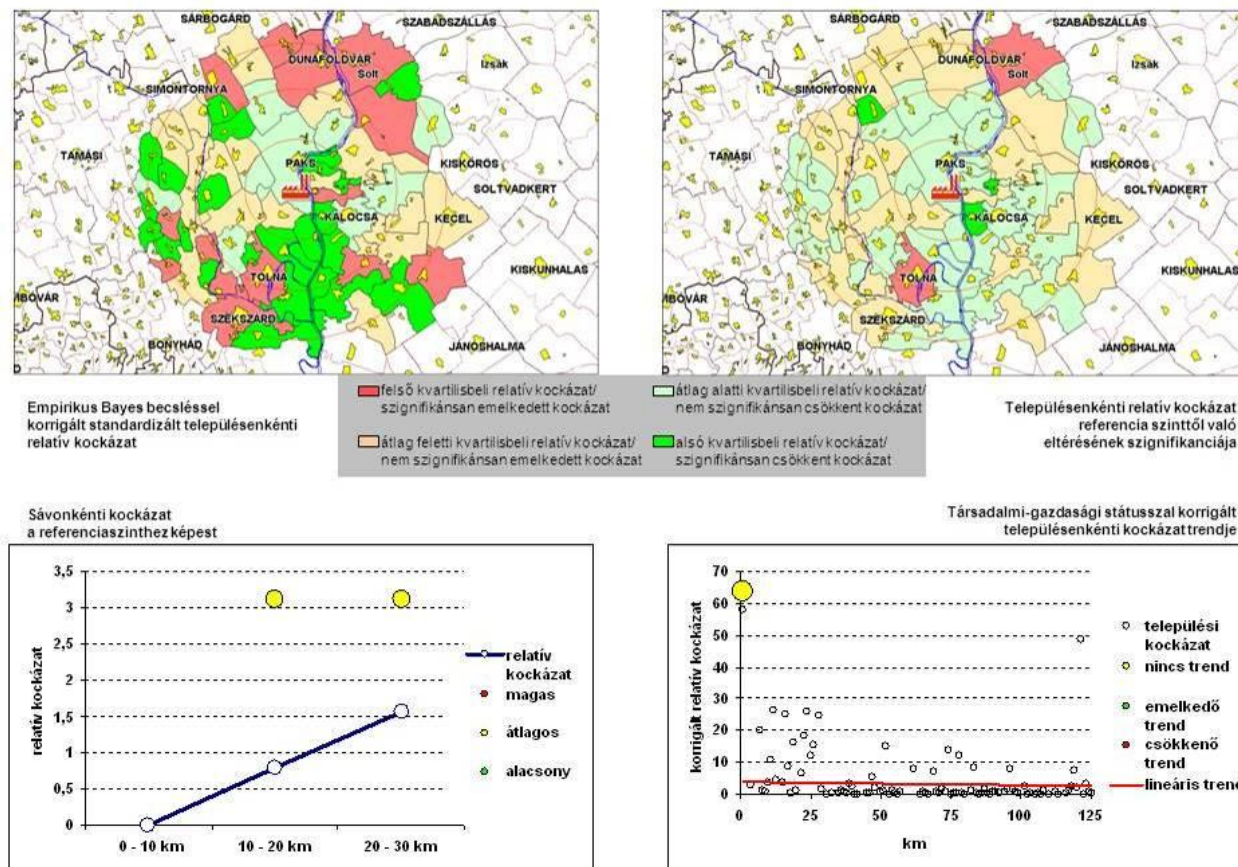 SÁRBOGÁRD
SZABADSZÁLLÁS
DUNAFÖLDVÁR
Solt
Izsák
SIMONTORNYA
TAMÁSI
PAKS
KISKŐRÖS
SOLTVADKERT
KALOCSA
KECEL
KISKUNHALAS
TOLNA
MBÓVÁR
SZEKSZÁRD
BONYHÁD
JÁNOSHALMA
SÁRBOGÁRD
SZABADSZÁLLÁS
DUNAFÖLDVÁR
Solt
Izsák
SIMONTORNYA
TAMÁSI
PAKS
KISKŐRÖS
SOLTVADKERT
KALOCSA
KECEL
KISKUNHALAS
TOLNA
MBÓVÁR
SZEKSZÁRD
BONYHÁD
JÁNOSHALMA
Empirikus Bayes becsléssel
korrigált standardizált településenkénti
relatív kockázat
felső kvartilisbeli relatív kockázat/
szignifikánsan emelkedett kockázat
átlag alatti kvartilisbeli relatív kockázat/
nem szignifikánsan csökkent kockázat
átlag feletti kvartilisbeli relatív kockázat/
nem szignifikánsan emelkedett kockázat
alsó kvartilisbeli relatív kockázat/
szignifikánsan csökkent kockázat
Településenkénti relatív kockázat
referencia szinttől való
eltérésének szignifikanciája
Sávonkénti kockázat
a referenciaszinthez képest
relatív kockázat
3,5
3
2,5
2
1,5
1
0,5
0
0 - 10 km
10 - 20 km
20 - 30 km
relatív
kockázat
magas
átlagos
alacsony
Társadalmi-gazdasági státusszal korrigált
településenkénti kockázat trendje
korrigált relatív kockázat
70
60
50
40
30
20
10
0
0
25
50
75
100
125
km
települési
kockázat
nincs trend
emelkedő
trend
csökkenő
trend
lineáris trend